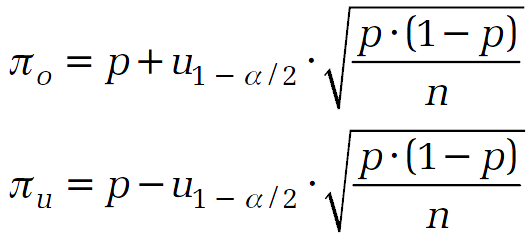 π_o = p + u_{1 − α/2} · √(p · (1 − p) / n)
π_u = p − u_{1 − α/2} · √(p · (1 − p) / n)